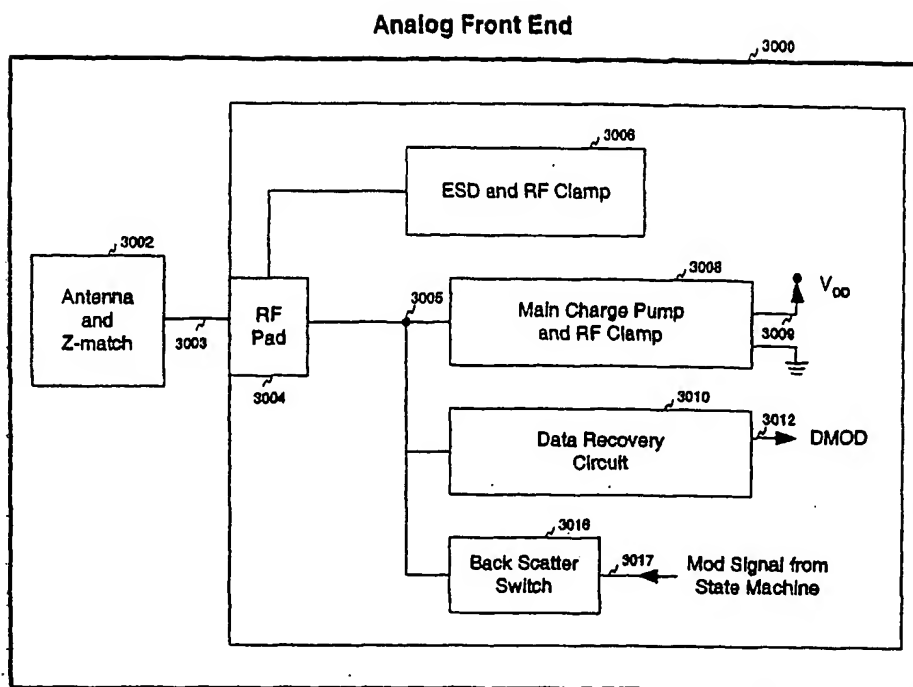 Analog Front End
3000
3006
ESD and RF Clamp
3002
Antenna
and
Z-match
3003
RF
Pad
3004
3005
3008
Main Charge Pump
and RF Clamp
VDD
3009
3010
Data Recovery
Circuit
3012
DMOD
3016
Back Scatter
Switch
3017
Mod Signal from
State Machine